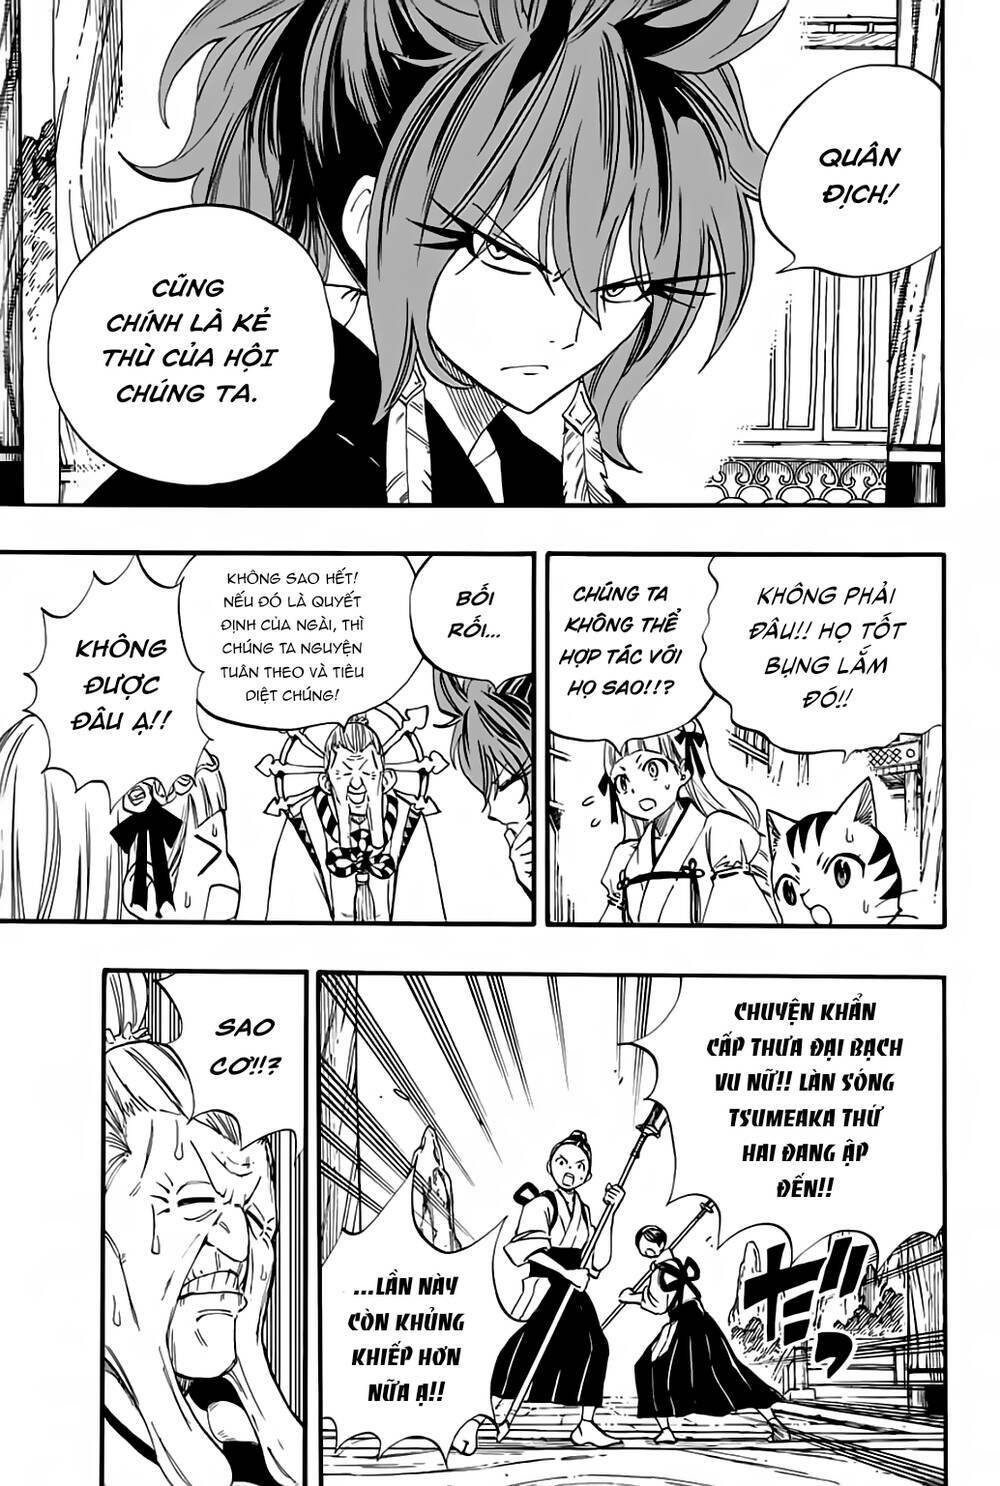 QUÂN
ĐỊCH!
CŨNG
CHÍNH LÀ KẺ
THÙ CỦA HỘI
CHÚNG TA.
KHÔNG PHẢI
ĐÂU!! HỌ TỐT
BỤNG LẮM
ĐÓ!!
CHÚNG TA
KHÔNG THỂ
HỢP TÁC VỚI
HỌ SAO!!?
BỐI
RỐI...
KHÔNG SAO HẾT!
NẾU ĐÓ LÀ QUYẾT
ĐỊNH CỦA NGÀI, THÌ
CHÚNG TA NGUYỆN
TUÂN THEO VÀ TIÊU
DIỆT CHÚNG!
KHÔNG
ĐƯỢC
ĐÂU Ạ!!
CHUYỆN KHẨN
CẤP THƯA ĐẠI BẠCH
VU NỮ!! LÀN SÓNG
TSUMEAKA THỨ
HAI ĐANG ẬP
ĐẾN!!
ダダッ
...LẦN NÀY
CÒN KHỦNG
KHIẾP HƠN
NỮA Ạ!!
SAO
CƠ!!?